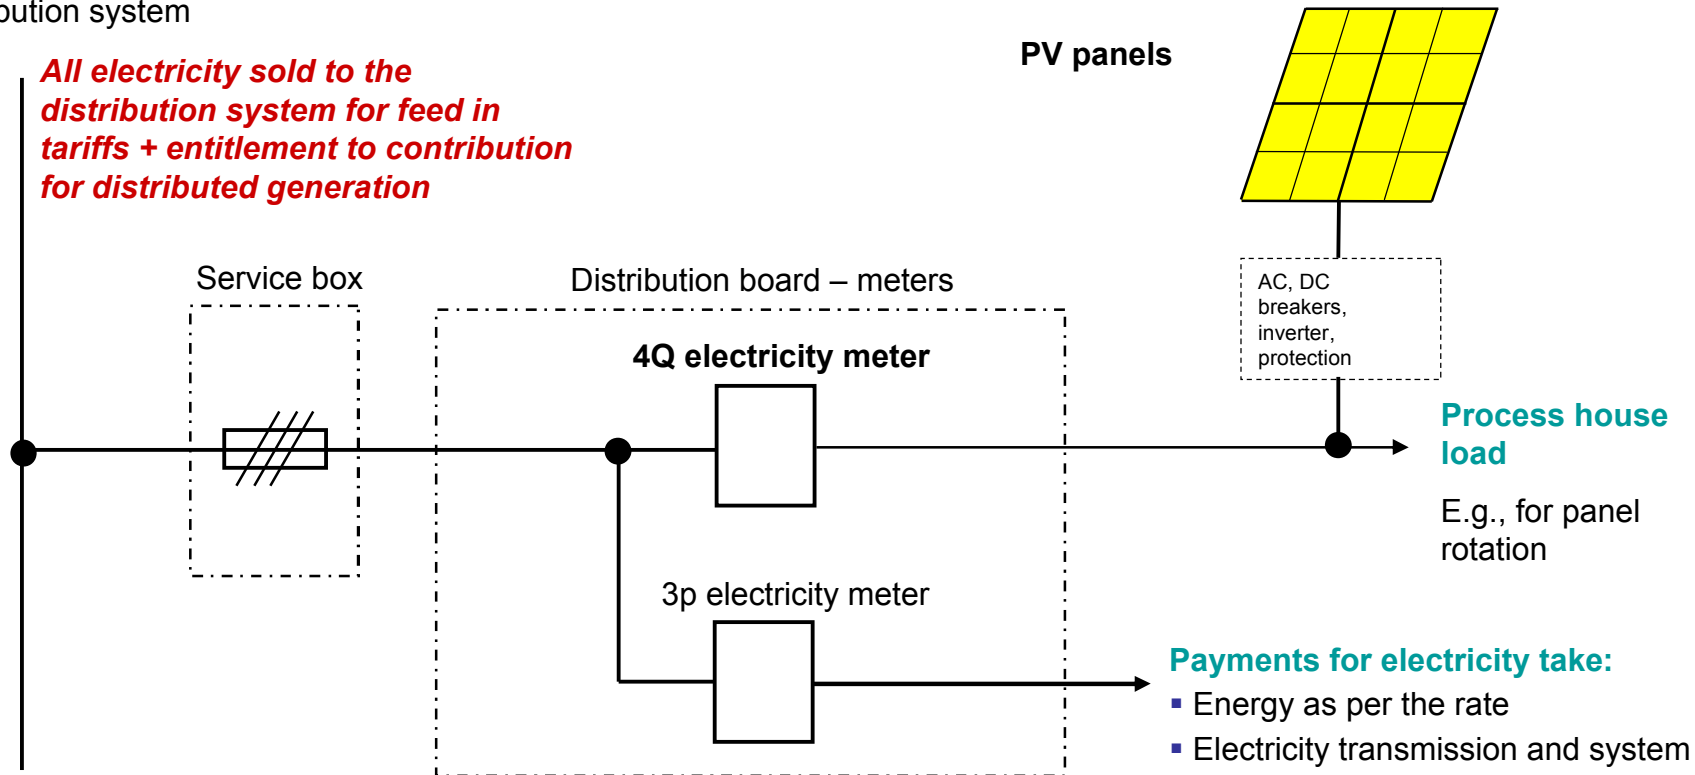 bution system
All electricity sold to the
distribution system for feed in
tariffs + entitlement to contribution
for distributed generation
PV panels
Service box
Distribution board – meters
AC, DC
breakers,
inverter,
protection
4Q electricity meter
Process house
load
E.g., for panel
rotation
3p electricity meter
Payments for electricity take:
▪ Energy as per the rate
▪ Electricity transmission and system